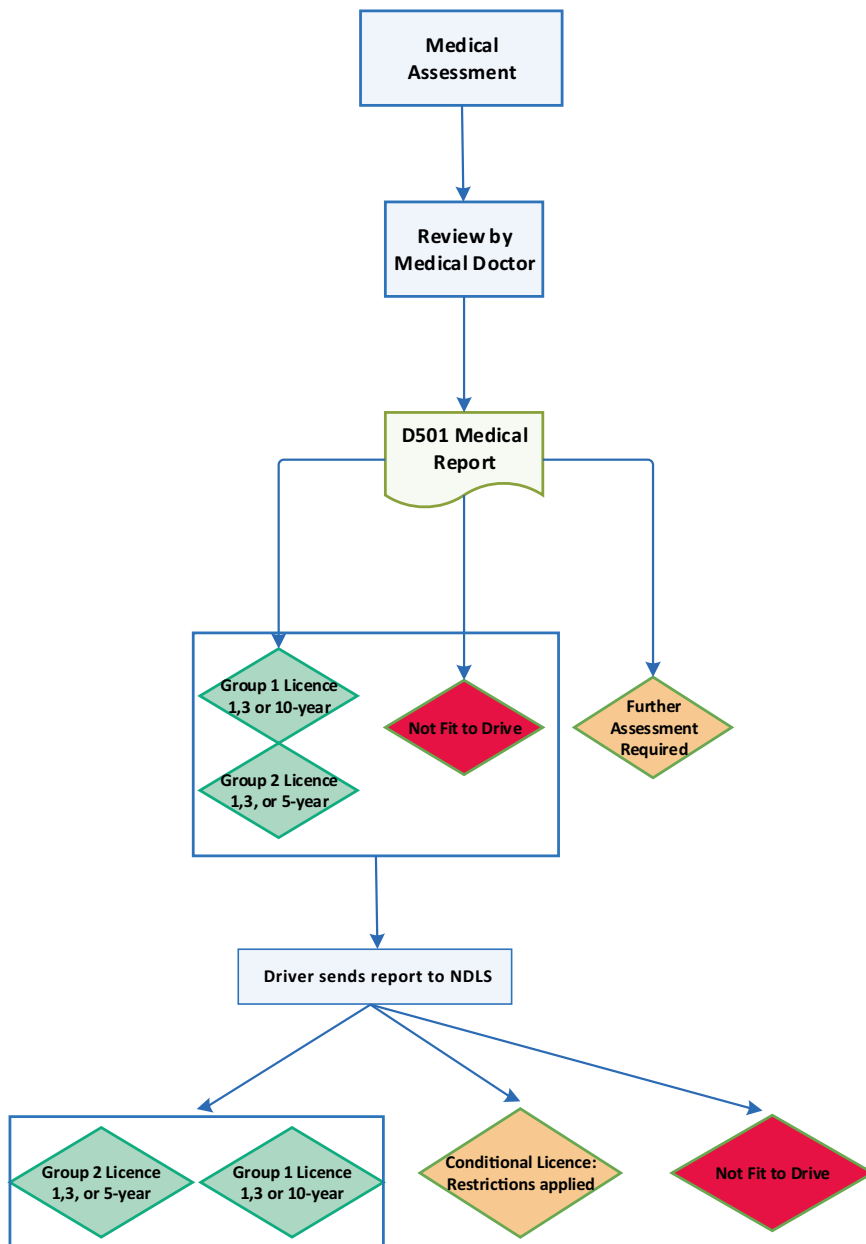 Medical
Assessment
Review by
Medical Doctor
D501 Medical
Report
Group 1 Licence
1,3 or 10-year
Group 2 Licence
1,3, or 5-year
Not Fit to Drive
Further
Assessment
Required
Driver sends report to NDLS
Group 2 Licence
1,3, or 5-year
Group 1 Licence
1,3 or 10-year
Conditional Licence:
Restrictions applied
Not Fit to Drive